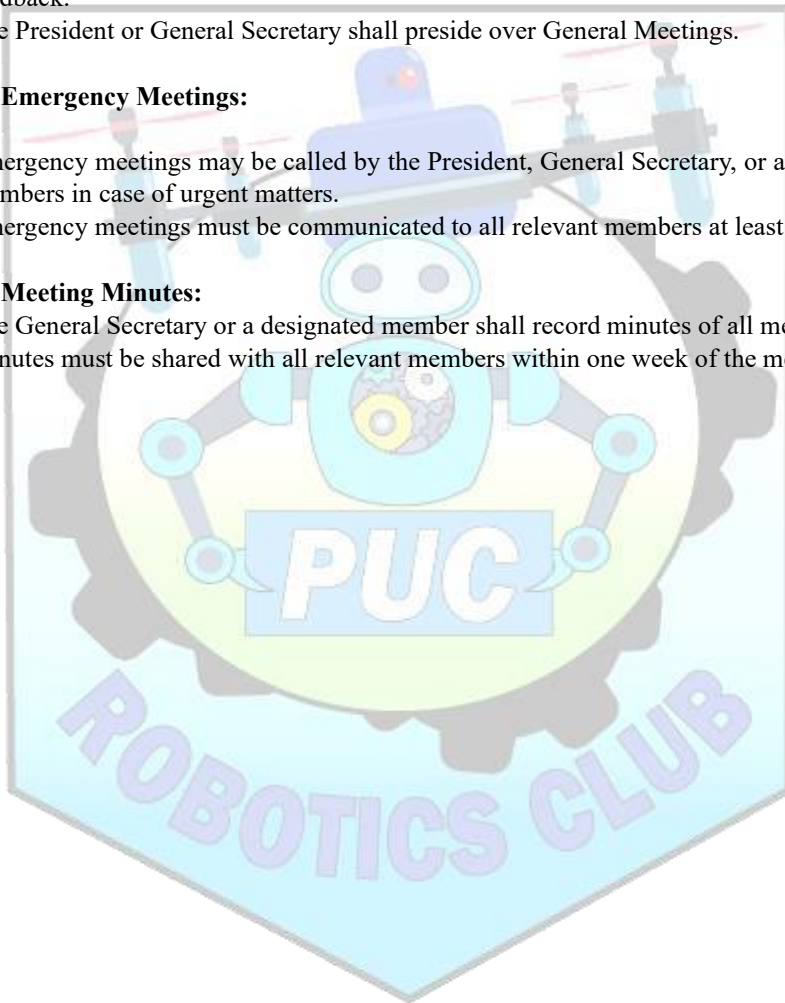 dback.
e President or General Secretary shall preside over General Meetings.
Emergency Meetings:
nergency meetings may be called by the President, General Secretary, or a
mbers in case of urgent matters.
nergency meetings must be communicated to all relevant members at least
Meeting Minutes:
e General Secretary or a designated member shall record minutes of all me
nutes must be shared with all relevant members within one week of the me
PUC
ROBOTICS CLUB